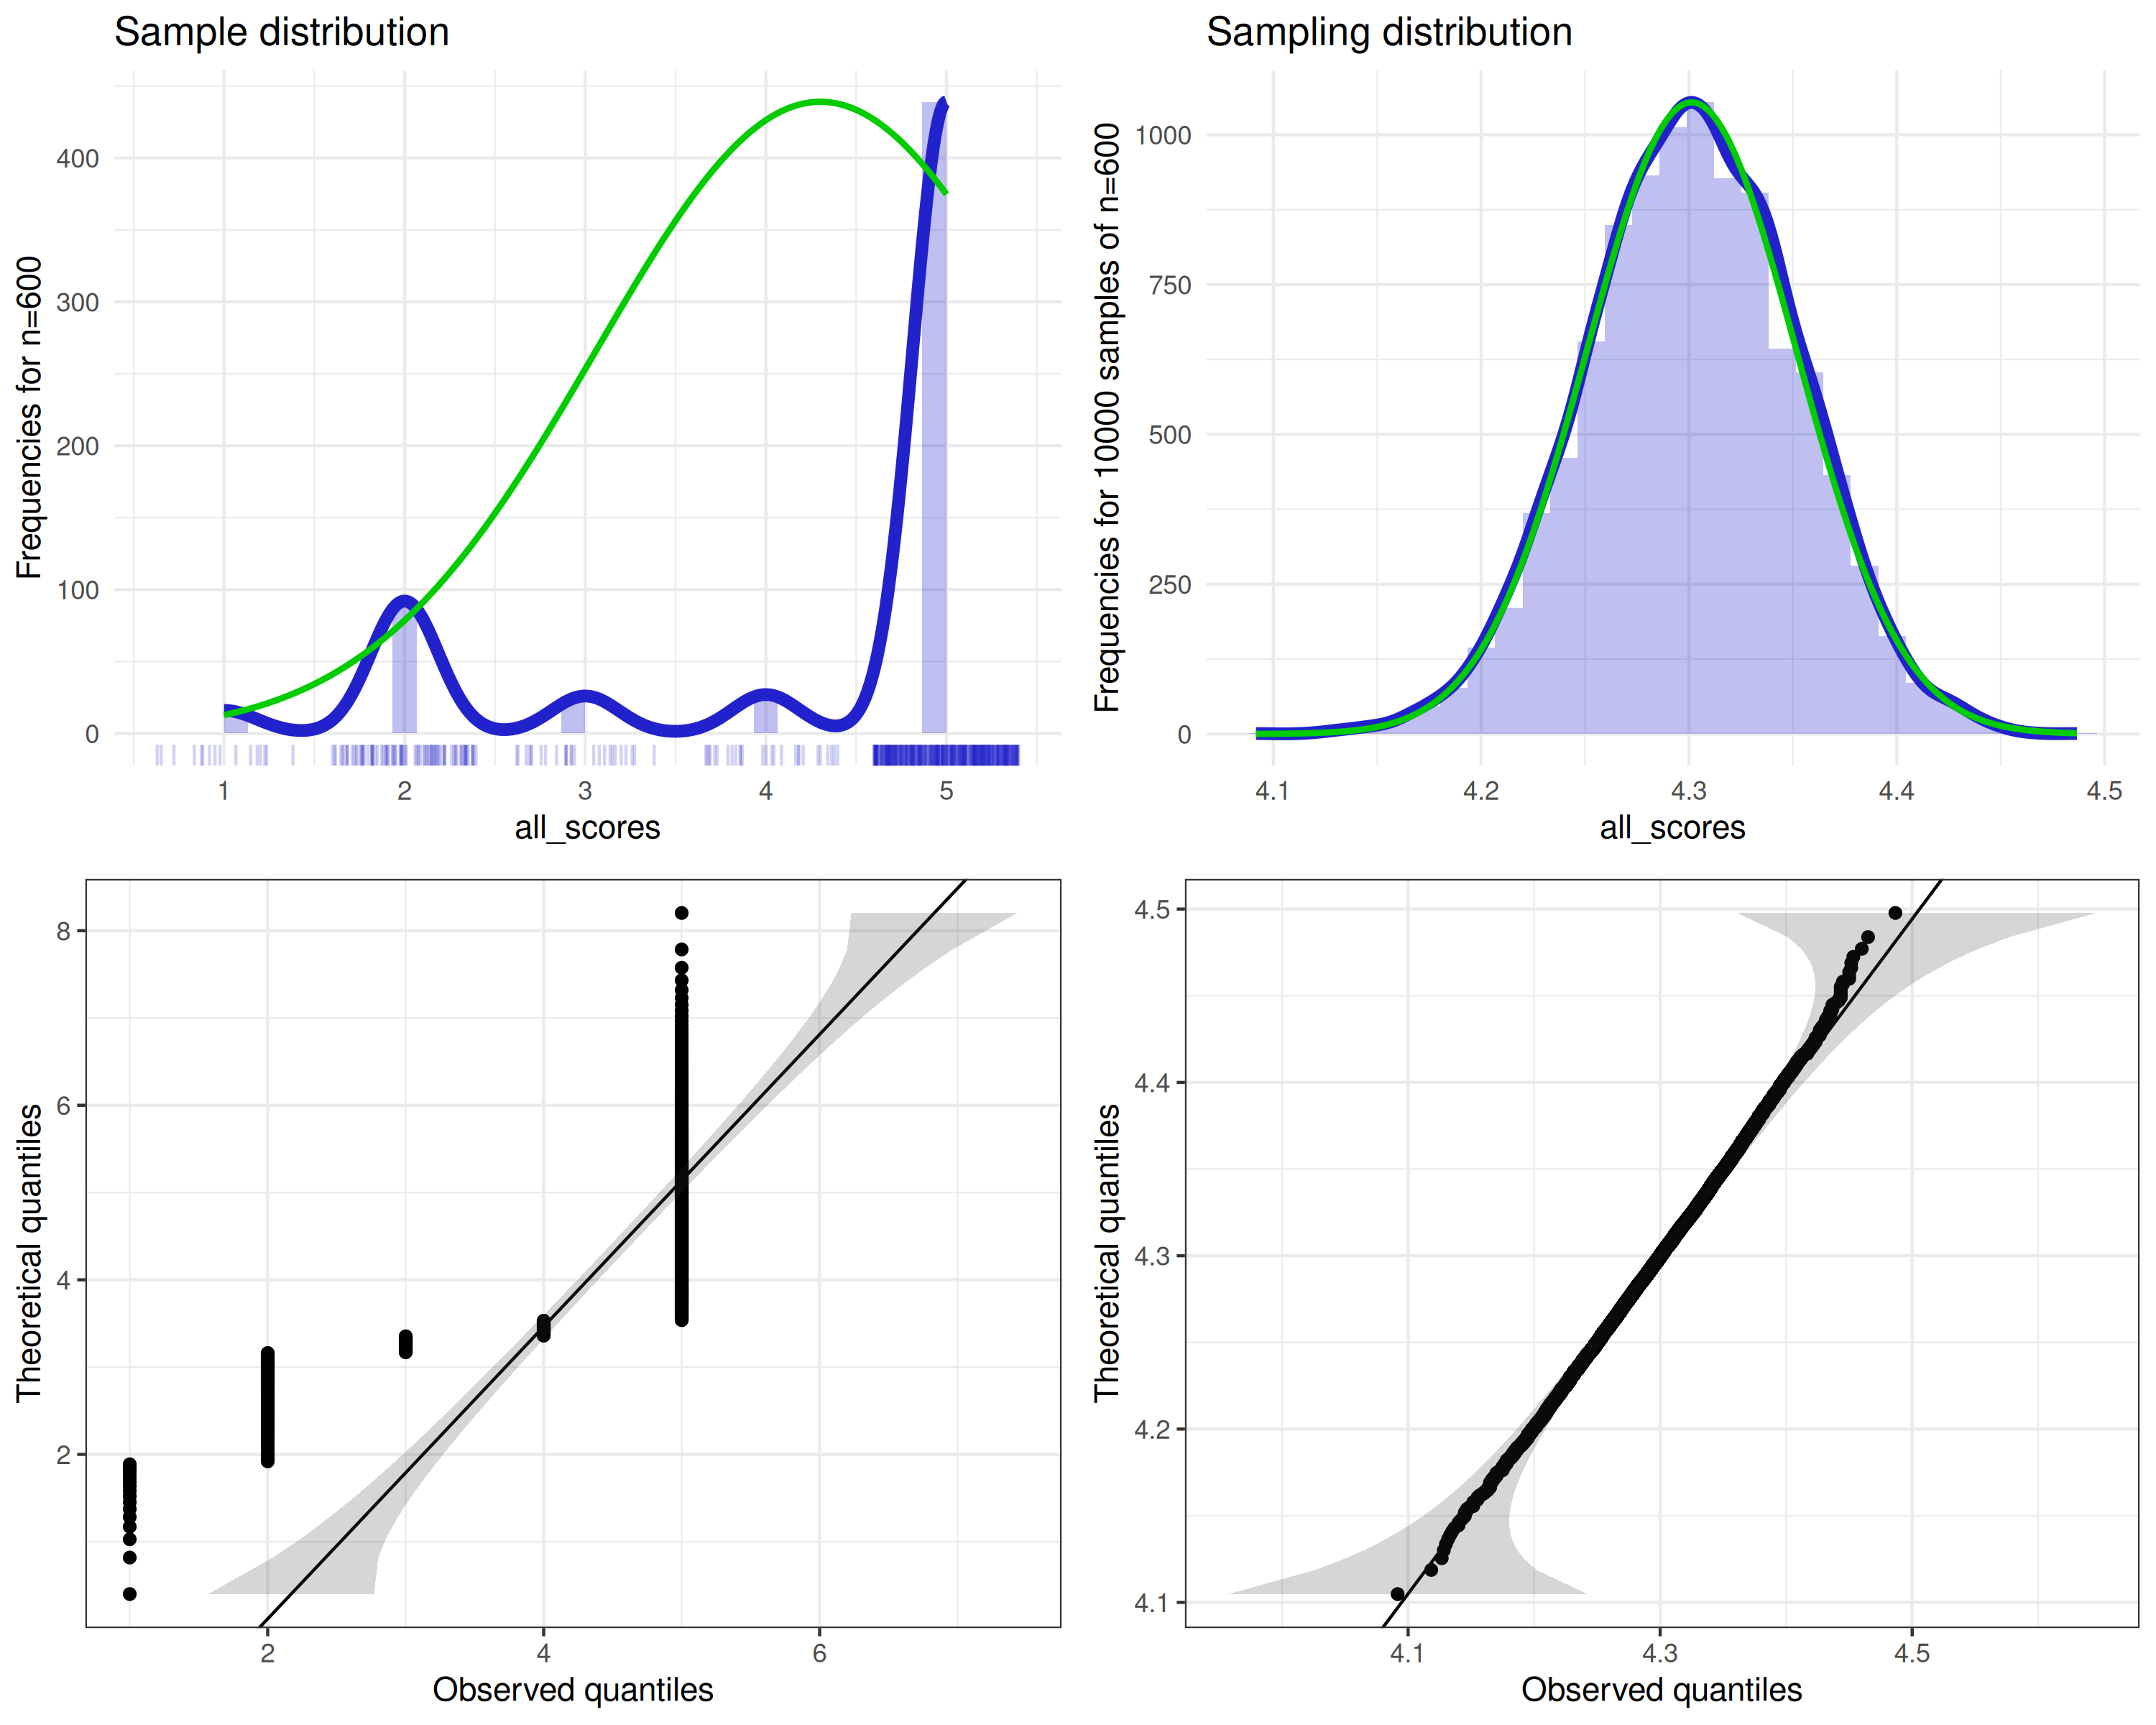 Sample distribution
Frequencies for n=600
400
300
200
100
0
1 2 3 4 5
all_scores
Sampling distribution
Frequencies for 10000 samples of n=600
1000
750
500
250
0
4.1 4.2 4.3 4.4 4.5
all_scores
Theoretical quantiles
8
6
4
2
2 4 6
Observed quantiles
Theoretical quantiles
4.5
4.4
4.3
4.2
4.1
4.1 4.3 4.5
Observed quantiles